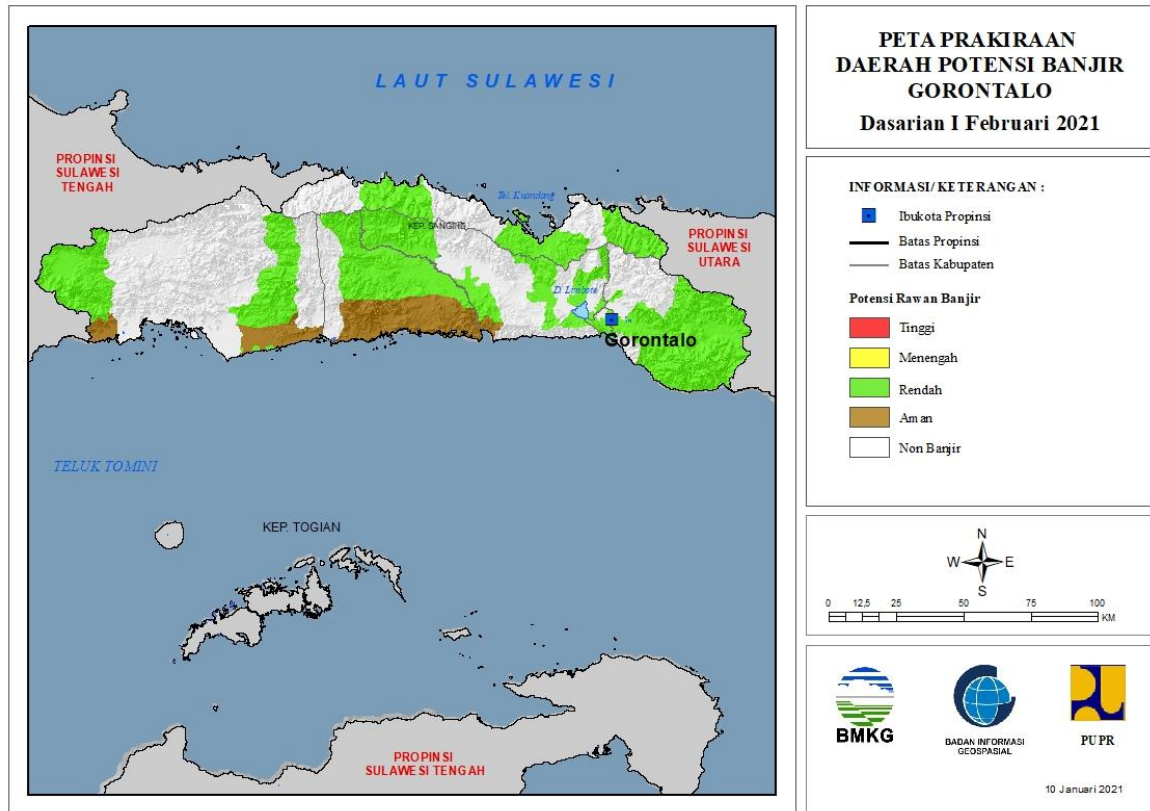 LAUT SULAWESI
PROPINSI
SULAWESI
TENGAH
Tel. Kuandang
KEP. SANGIHE
PROPINSI
SULAWESI
UTARA
D. Limboto
Gorontalo
TELUK TOMINI
KEP. TOGIAN
PROPINSI
SULAWESI TENGAH
PETA PRAKIRAAN
DAERAH POTENSI BANJIR
GORONTALO
Dasarian I Februari 2021
INFORMASI/ KETERANGAN :
Ibukota Propinsi
Batas Propinsi
Batas Kabupaten
Potensi Rawan Banjir
Tinggi
Menengah
Rendah
Aman
Non Banjir
N
W E
S
0 12,5 25 50 75 100
KM
BMKG
BADAN INFORMASI
GEOSPASIAL
PUPR
10 Januari 2021